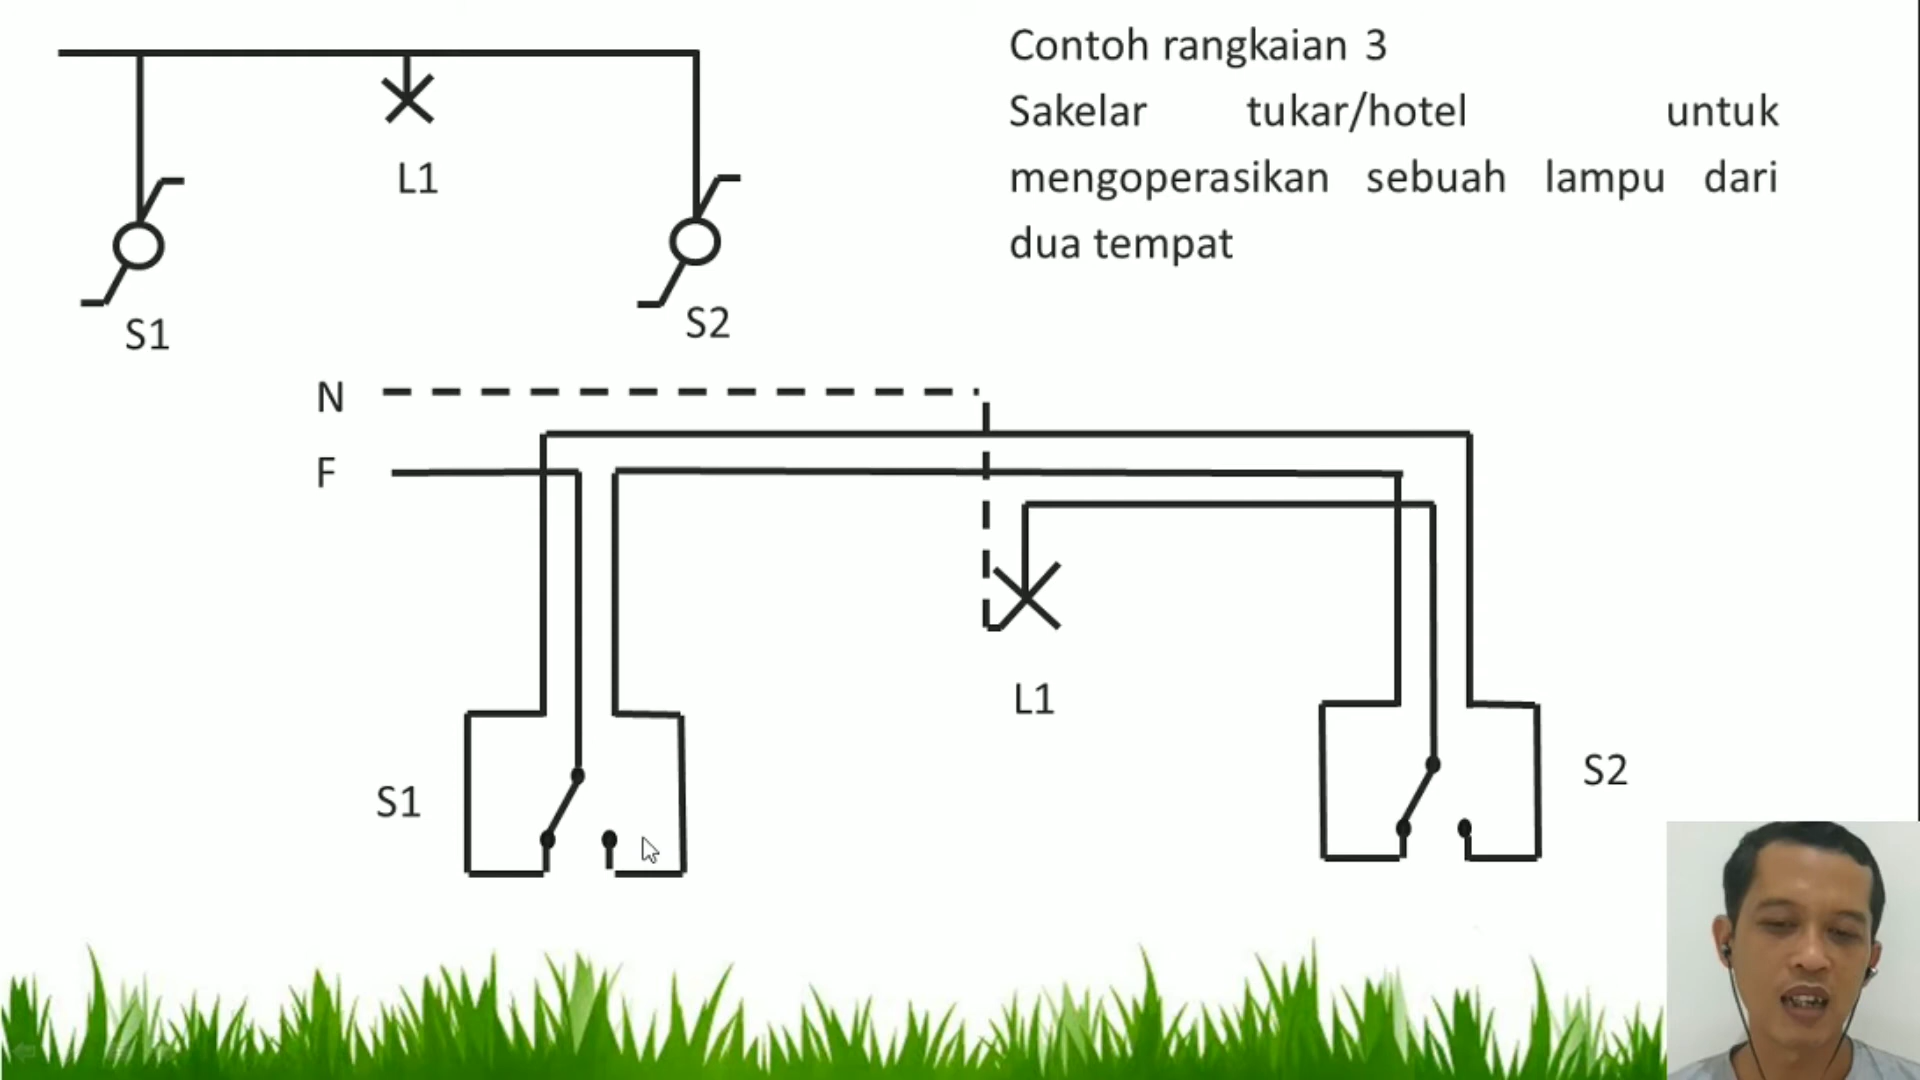 Contoh rangkaian 3
Sakelar tukar/hotel untuk
mengoperasikan sebuah lampu dari
dua tempat
L1
S1
S2
N
F
L1
S1
S2